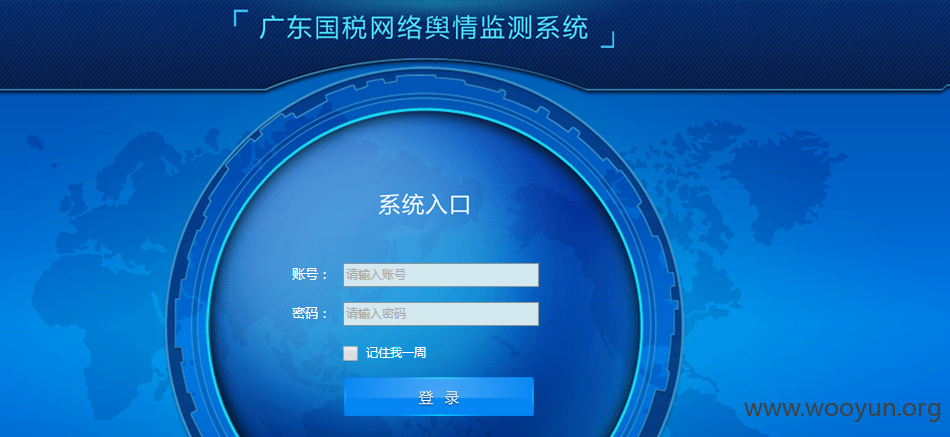 「广东国税网络舆情监测系统」
系统入口
账号： 请输入账号
密码： 请输入密码
记住我一周
登 录
www.wooyun.org